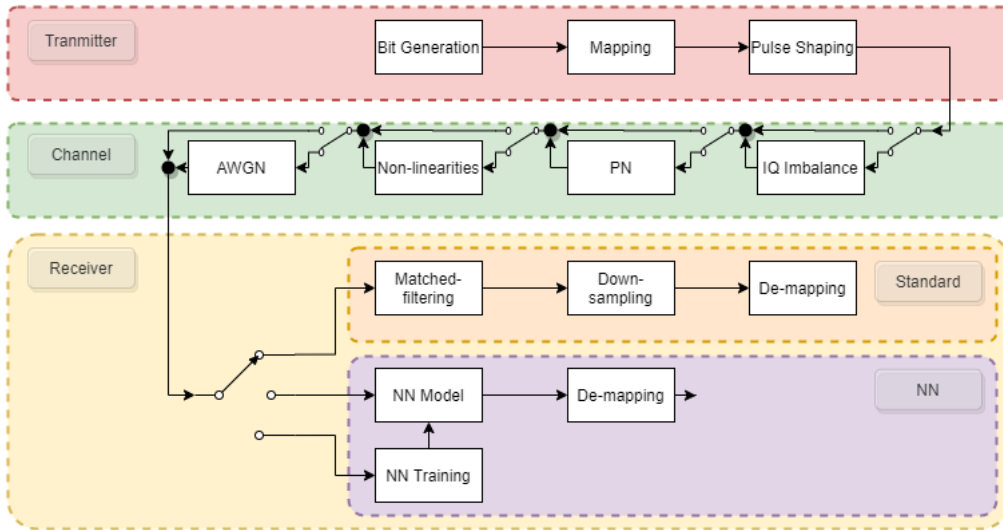 Tranmitter
Bit Generation
Mapping
Pulse Shaping
Channel
AWGN
Non-linearities
PN
IQ Imbalance
Receiver
Matched-
filtering
Down-
sampling
De-mapping
Standard
NN Model
De-mapping
NN
NN Training